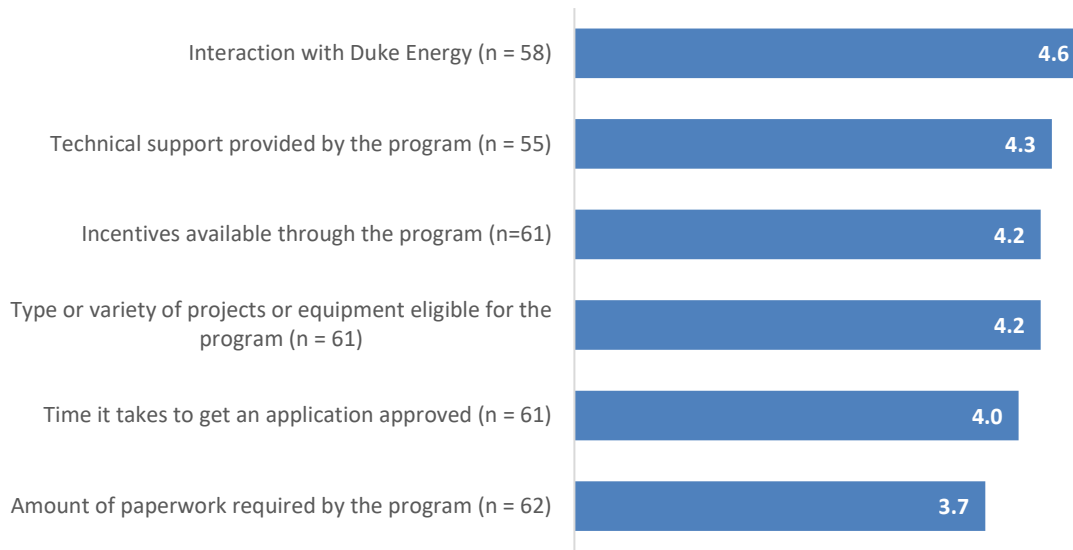 Interaction with Duke Energy (n = 58)
4.6
Technical support provided by the program (n = 55)
4.3
Incentives available through the program (n=61)
4.2
Type or variety of projects or equipment eligible for the
program (n = 61)
4.2
Time it takes to get an application approved (n = 61)
4.0
Amount of paperwork required by the program (n = 62)
3.7